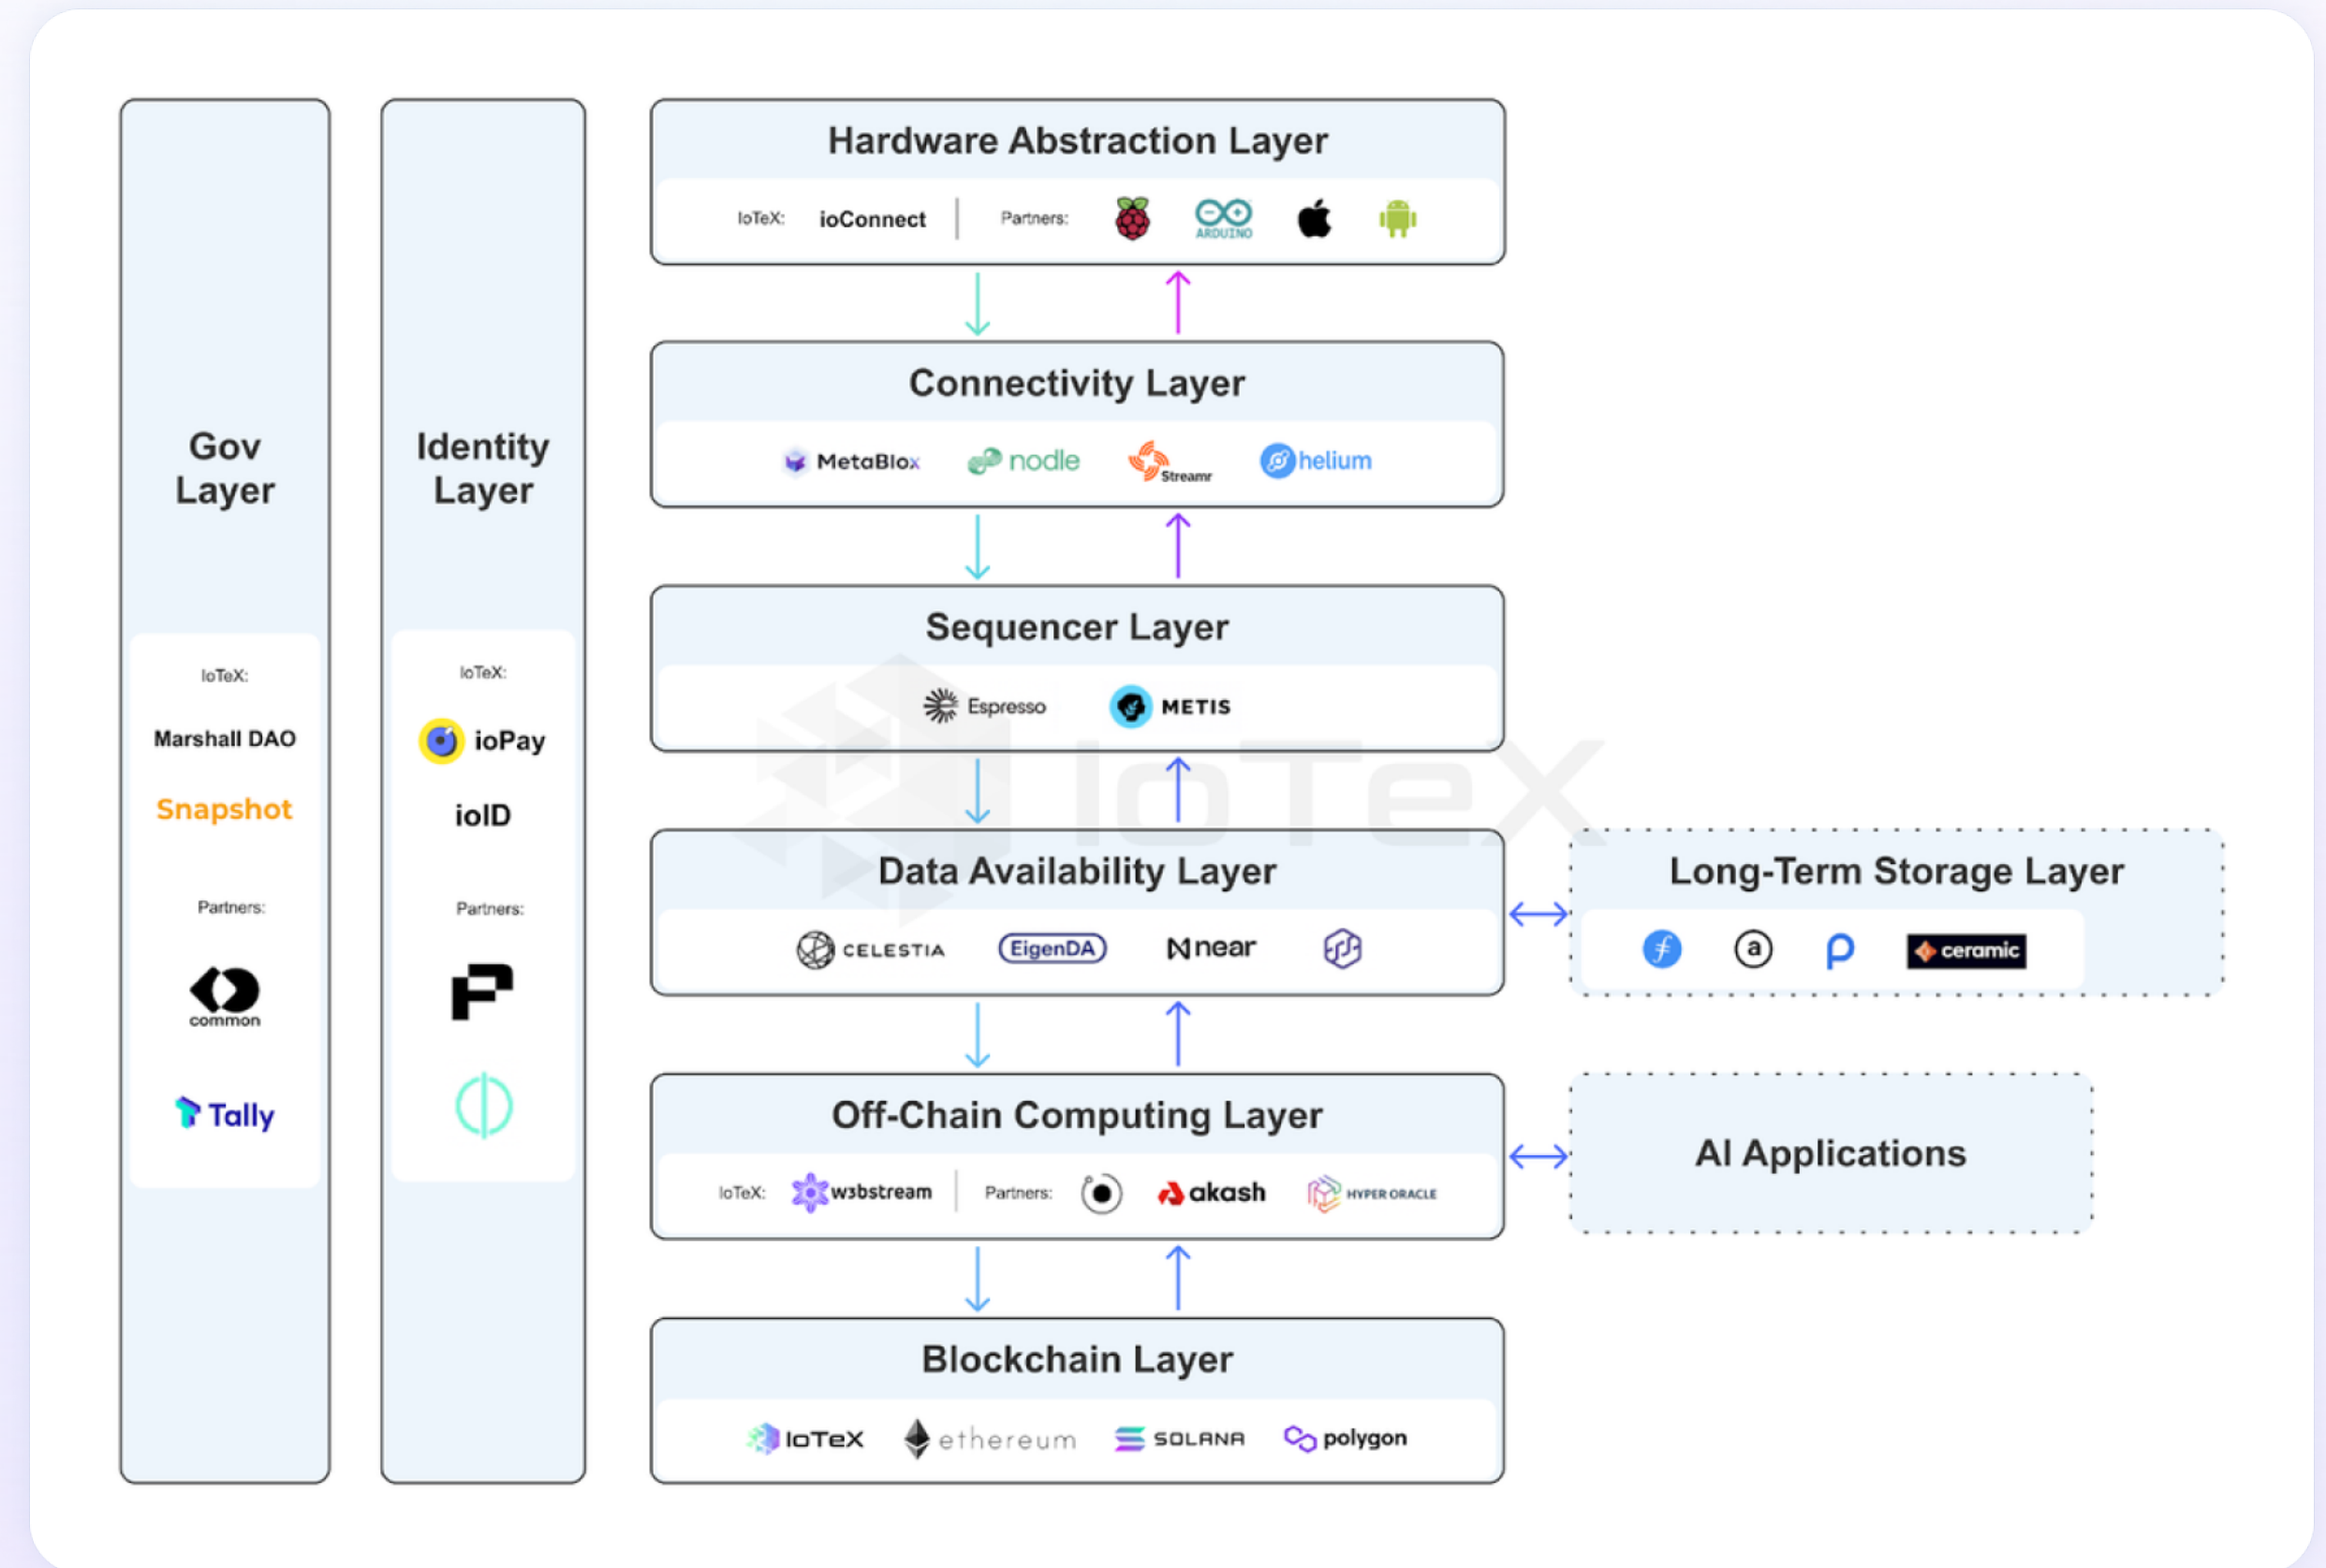 Gov
Layer
IoTeX:
Marshall DAO
Snapshot
Partners:
common
Tally
Identity
Layer
IoTeX:
ioPay
ioID
Partners:
Hardware Abstraction Layer
IoTeX: ioConnect Partners: ARDUINO
Connectivity Layer
MetaBlox nodle Streamr helium
Sequencer Layer
Espresso METIS
IoTeX
Data Availability Layer
CELESTIA EigenDA near
Long-Term Storage Layer
a ceramic
Off-Chain Computing Layer
IoTeX: w3bstream Partners: akash HYPER ORACLE
AI Applications
Blockchain Layer
IoTeX ethereum SOLANA polygon